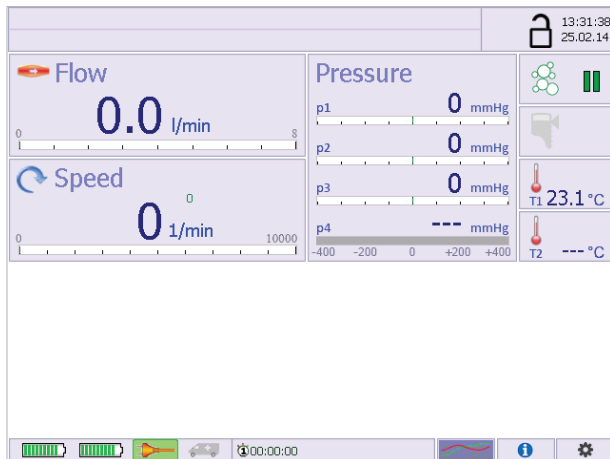 13:31:38
25.02.14
Flow
0.0 l/min
0 8
Speed
0
0 1/min
0 10000
Pressure
p1 0 mmHg
p2 0 mmHg
p3 0 mmHg
p4 --- mmHg
-400 -200 0 +200 +400
T1 23.1 °C
T2 --- °C
1 00:00:00
i